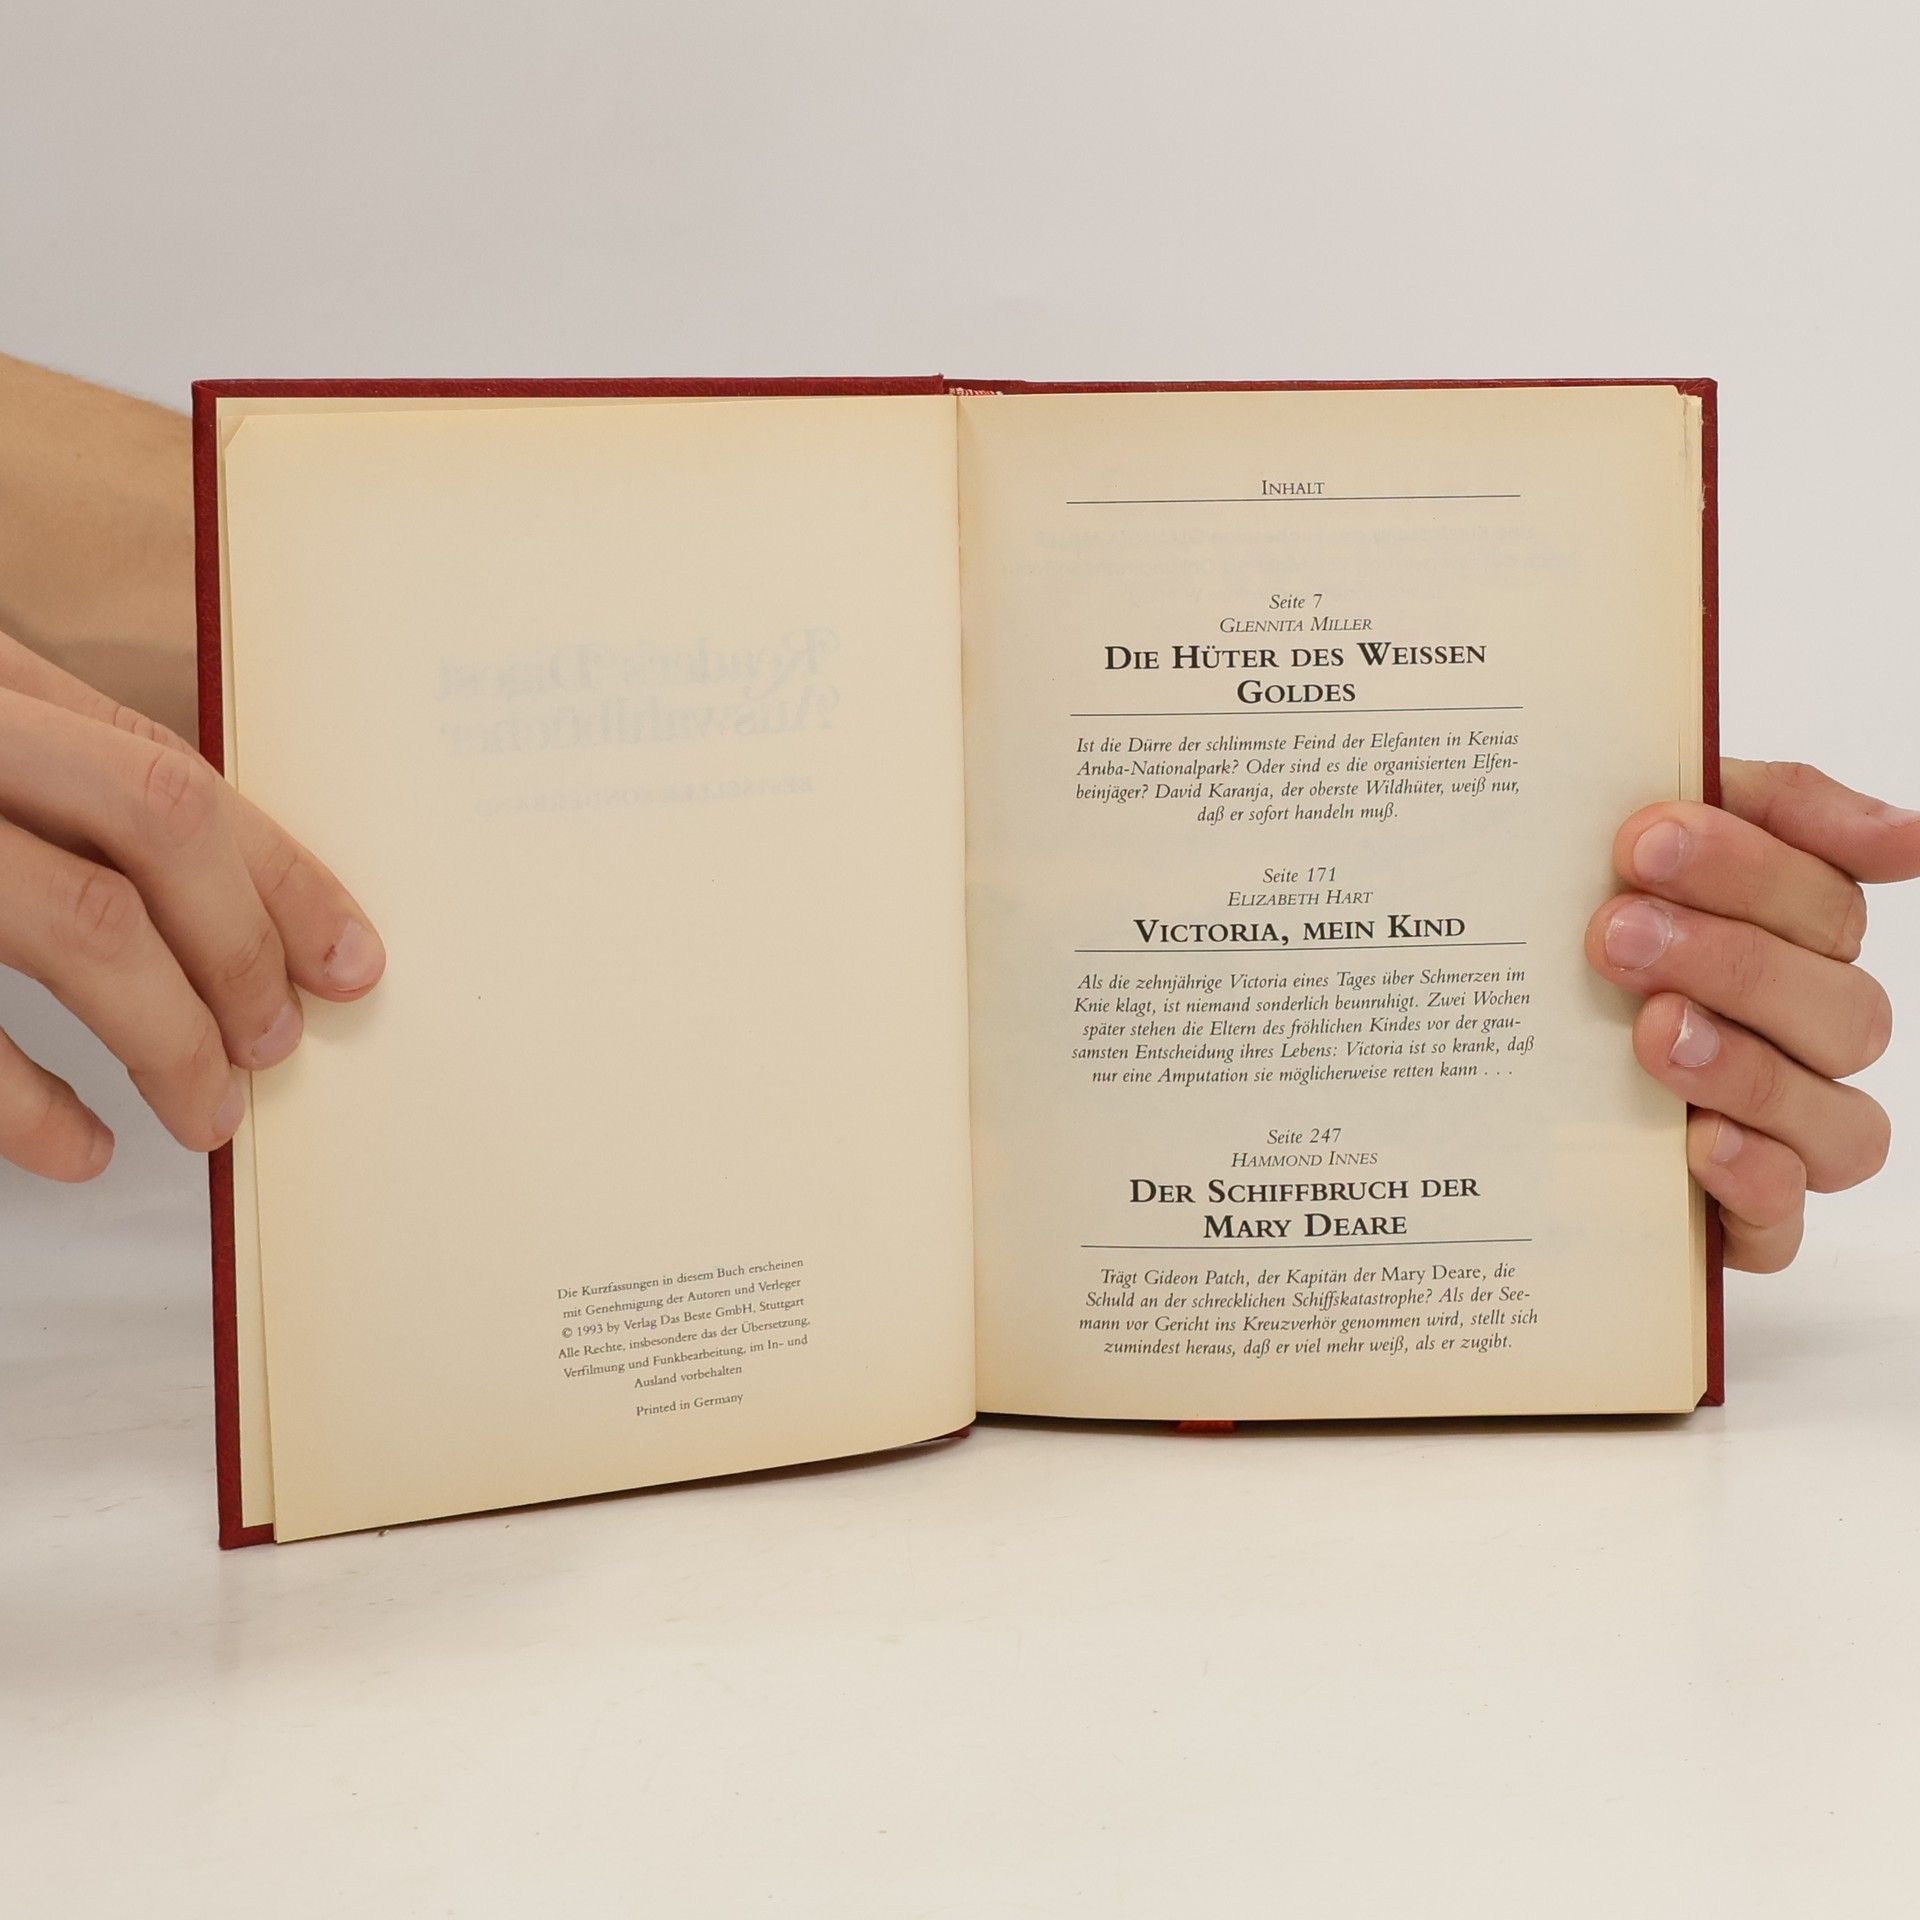 Die Kurzfassungen in diesem Buch erscheinen
mit Genehmigung der Autoren und Verleger
© 1993 by Verlag Das Beste GmbH, Stuttgart
Alle Rechte, insbesondere das der Übersetzung,
Verfilmung und Funkbearbeitung, im In- und
Ausland vorbehalten
Printed in Germany
INHALT
Seite 7
GLENNITA MILLER
DIE HÜTER DES WEISSEN
GOLDES
Ist die Dürre der schlimmste Feind der Elefanten in Kenias
Aruba-Nationalpark? Oder sind es die organisierten Elfen-
beinjäger? David Karanja, der oberste Wildhüter, weiß nur,
daß er sofort handeln muß.
Seite 171
ELIZABETH HART
VICTORIA, MEIN KIND
Als die zehnjährige Victoria eines Tages über Schmerzen im
Knie klagt, ist niemand sonderlich beunruhigt. Zwei Wochen
später stehen die Eltern des fröhlichen Kindes vor der grau-
samsten Entscheidung ihres Lebens: Victoria ist so krank, daß
nur eine Amputation sie möglicherweise retten kann . . .
Seite 247
HAMMOND INNES
DER SCHIFFBRUCH DER
MARY DEARE
Trägt Gideon Patch, der Kapitän der Mary Deare, die
Schuld an der schrecklichen Schiffskatastrophe? Als der See-
mann vor Gericht ins Kreuzverhör genommen wird, stellt sich
zumindest heraus, daß er viel mehr weiß, als er zugibt.